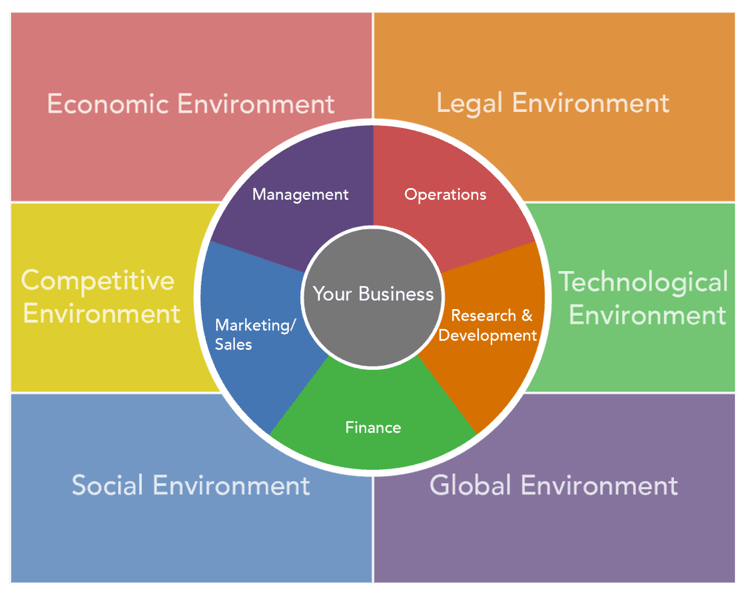 Economic Environment
Legal Environment
Management
Operations
Competitive
Environment
Your Business
Technological
Environment
Marketing/
Sales
Research &
Development
Finance
Social Environment
Global Environment